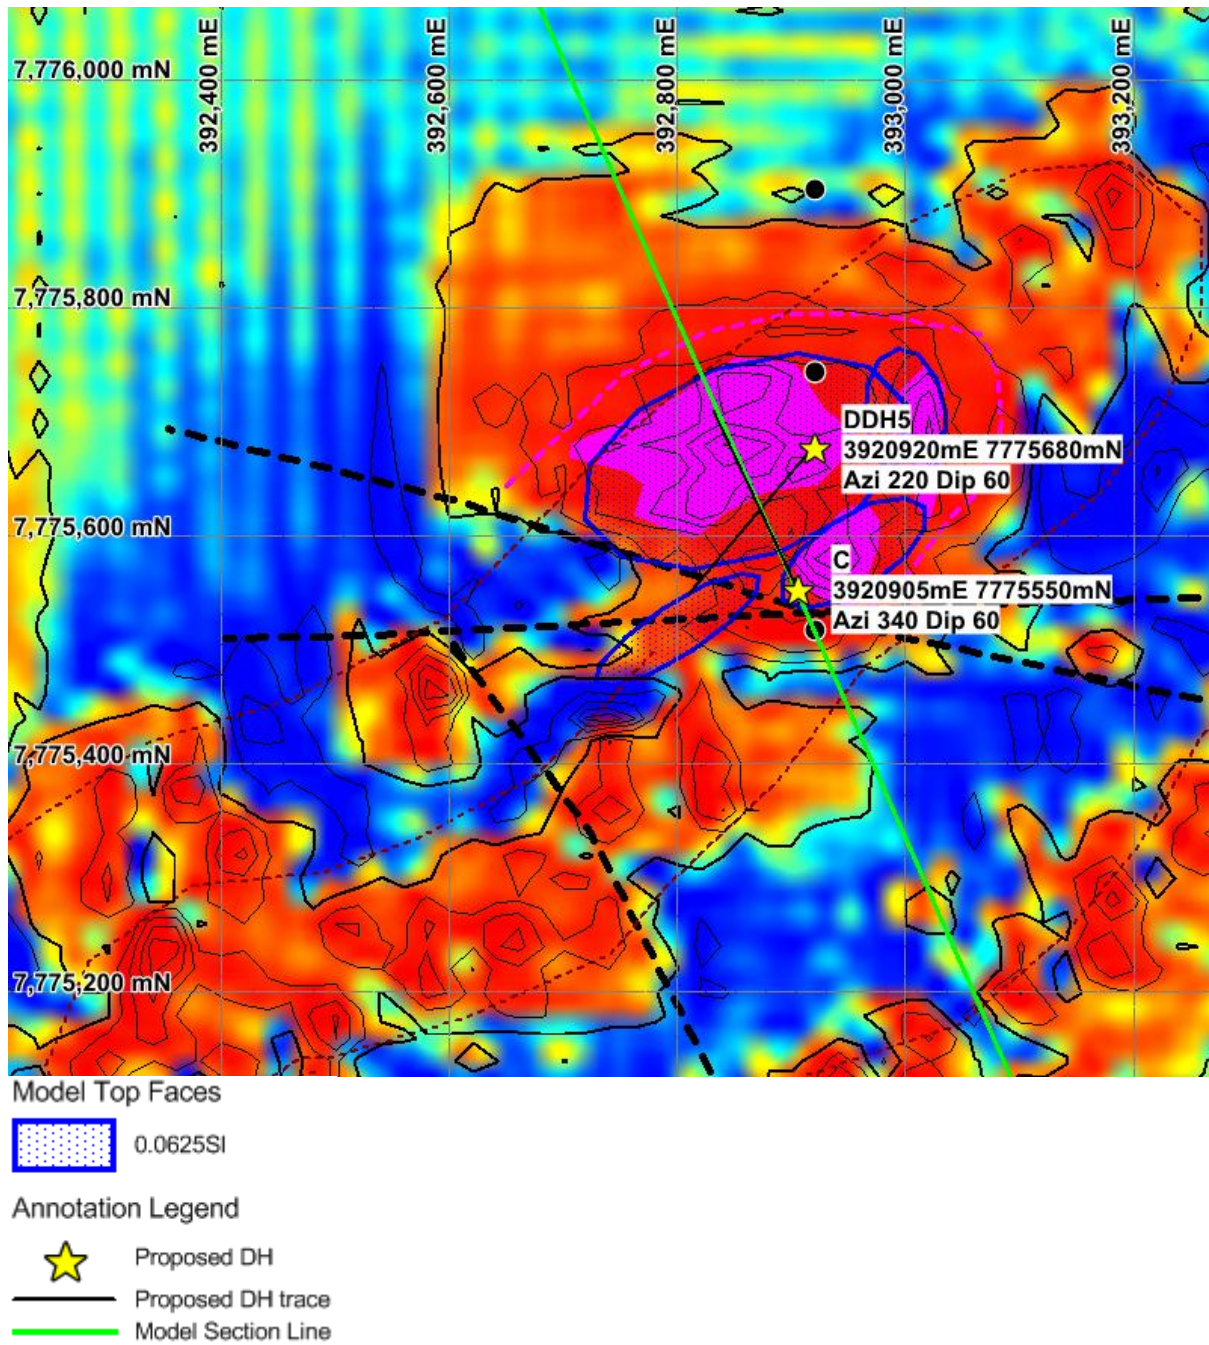 392,400 mE
392,600 mE
392,800 mE
393,000 mE
393,200 mE
7,776,000 mN
7,775,800 mN
DDH5
3920920mE 7775680mN
Azi 220 Dip 60
7,775,600 mN
C
3920905mE 7775550mN
Azi 340 Dip 60
7,775,400 mN
7,775,200 mN
Model Top Faces
0.0625SI
Annotation Legend
Proposed DH
Proposed DH trace
Model Section Line